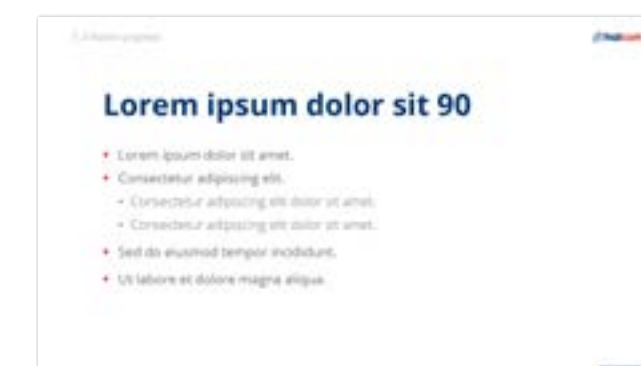 Lorem ipsum dolor sit 90
Lorem ipsum dolor sit amet.
Consectetur adipiscing elit.
Consectetur adipiscing elit dolor sit amet.
Consectetur adipiscing elit dolor sit amet.
Sed do eiusmod tempor incididunt.
Ut labore et dolore magna aliqua.